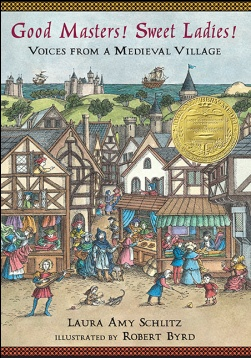 Good Masters! Sweet Ladies!
Voices from a Medieval Village
Laura Amy Schlitz
illustrated by Robert Byrd